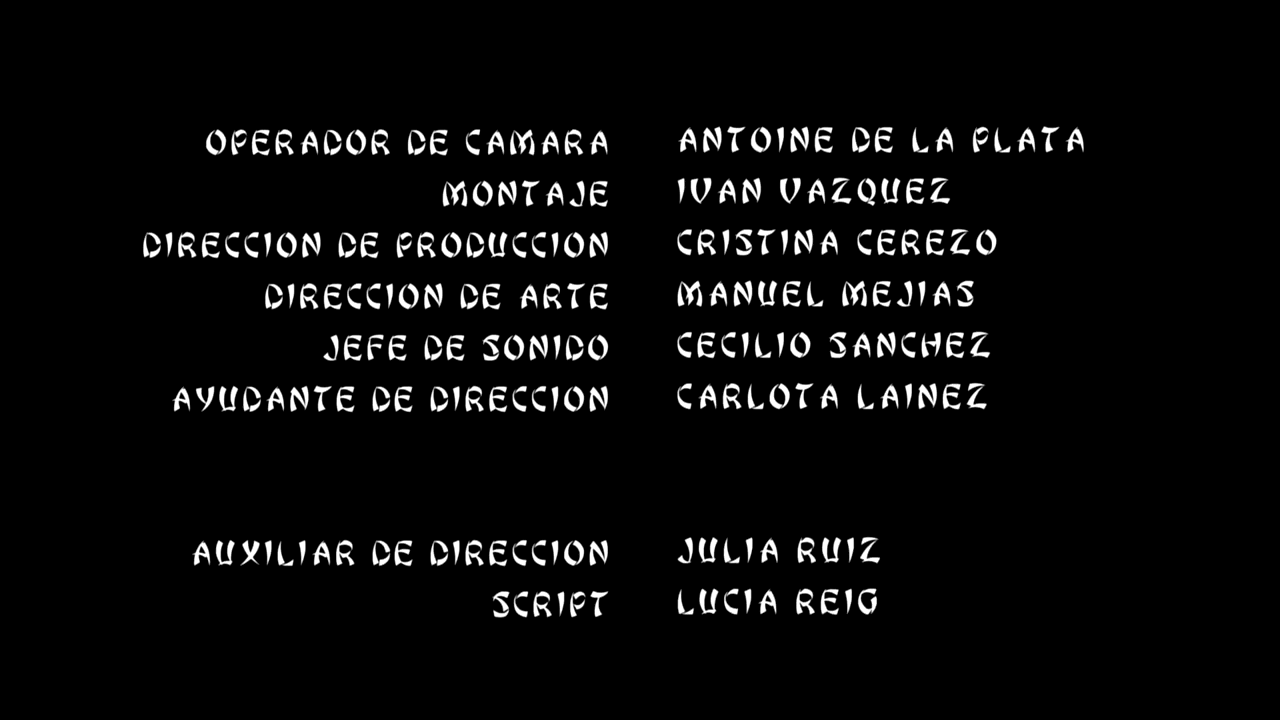 OPERADOR DE CAMARA ANTOINE DE LA PLATA
MONTAJE IVAN VAZQUEZ
DIRECCION DE PRODUCCION CRISTINA CEREZO
DIRECCION DE ARTE MANUEL MEJIAS
JEFE DE SONIDO CECILIO SANCHEZ
AYUDANTE DE DIRECCION CARLOTA LAINEZ
AUXILIAR DE DIRECCION JULIA RUIZ
SCRIPT LUCIA REIG